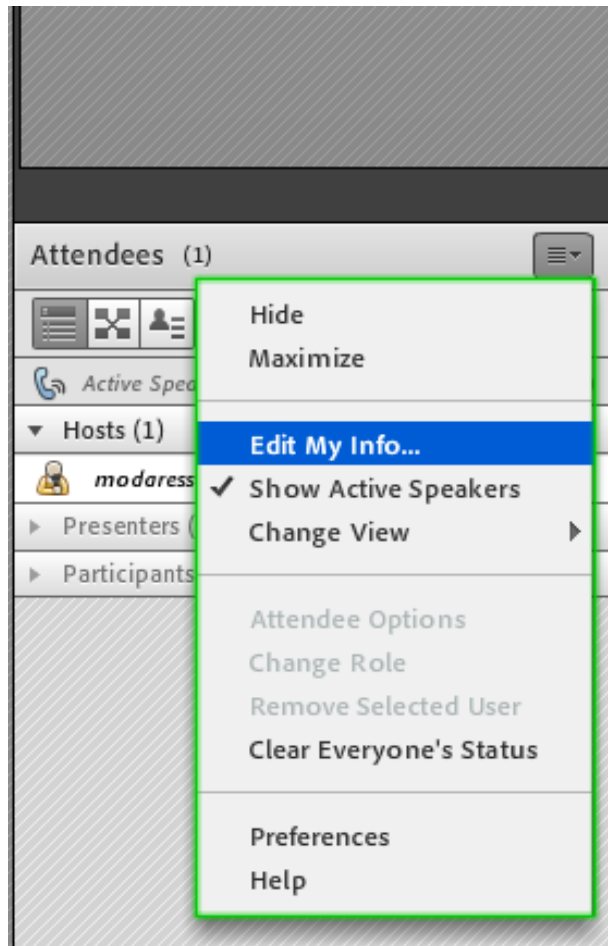 Attendees (1)
Hide
Maximize
Active Spea
Hosts (1)
Edit My Info...
modaress
Show Active Speakers
Presenters (
Change View
Participants
Attendee Options
Change Role
Remove Selected User
Clear Everyone's Status
Preferences
Help